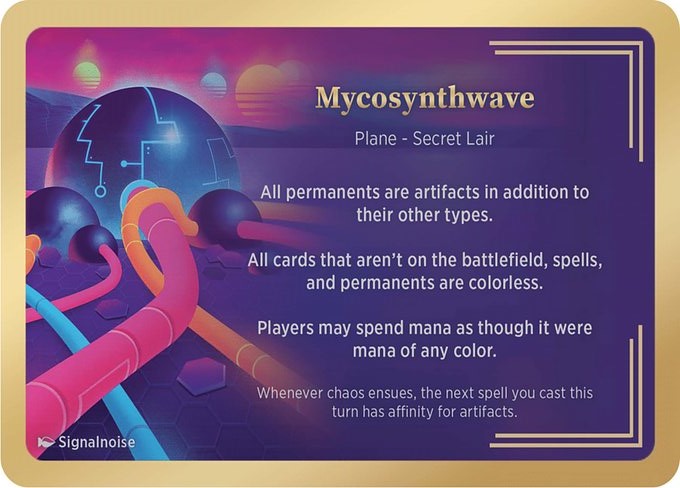 Mycosynthwave
Plane - Secret Lair
All permanents are artifacts in addition to
their other types.
All cards that aren't on the battlefield, spells,
and permanents are colorless.
Players may spend mana as though it were
mana of any color.
Whenever chaos ensues, the next spell you cast this
turn has affinity for artifacts.
Signalnoise